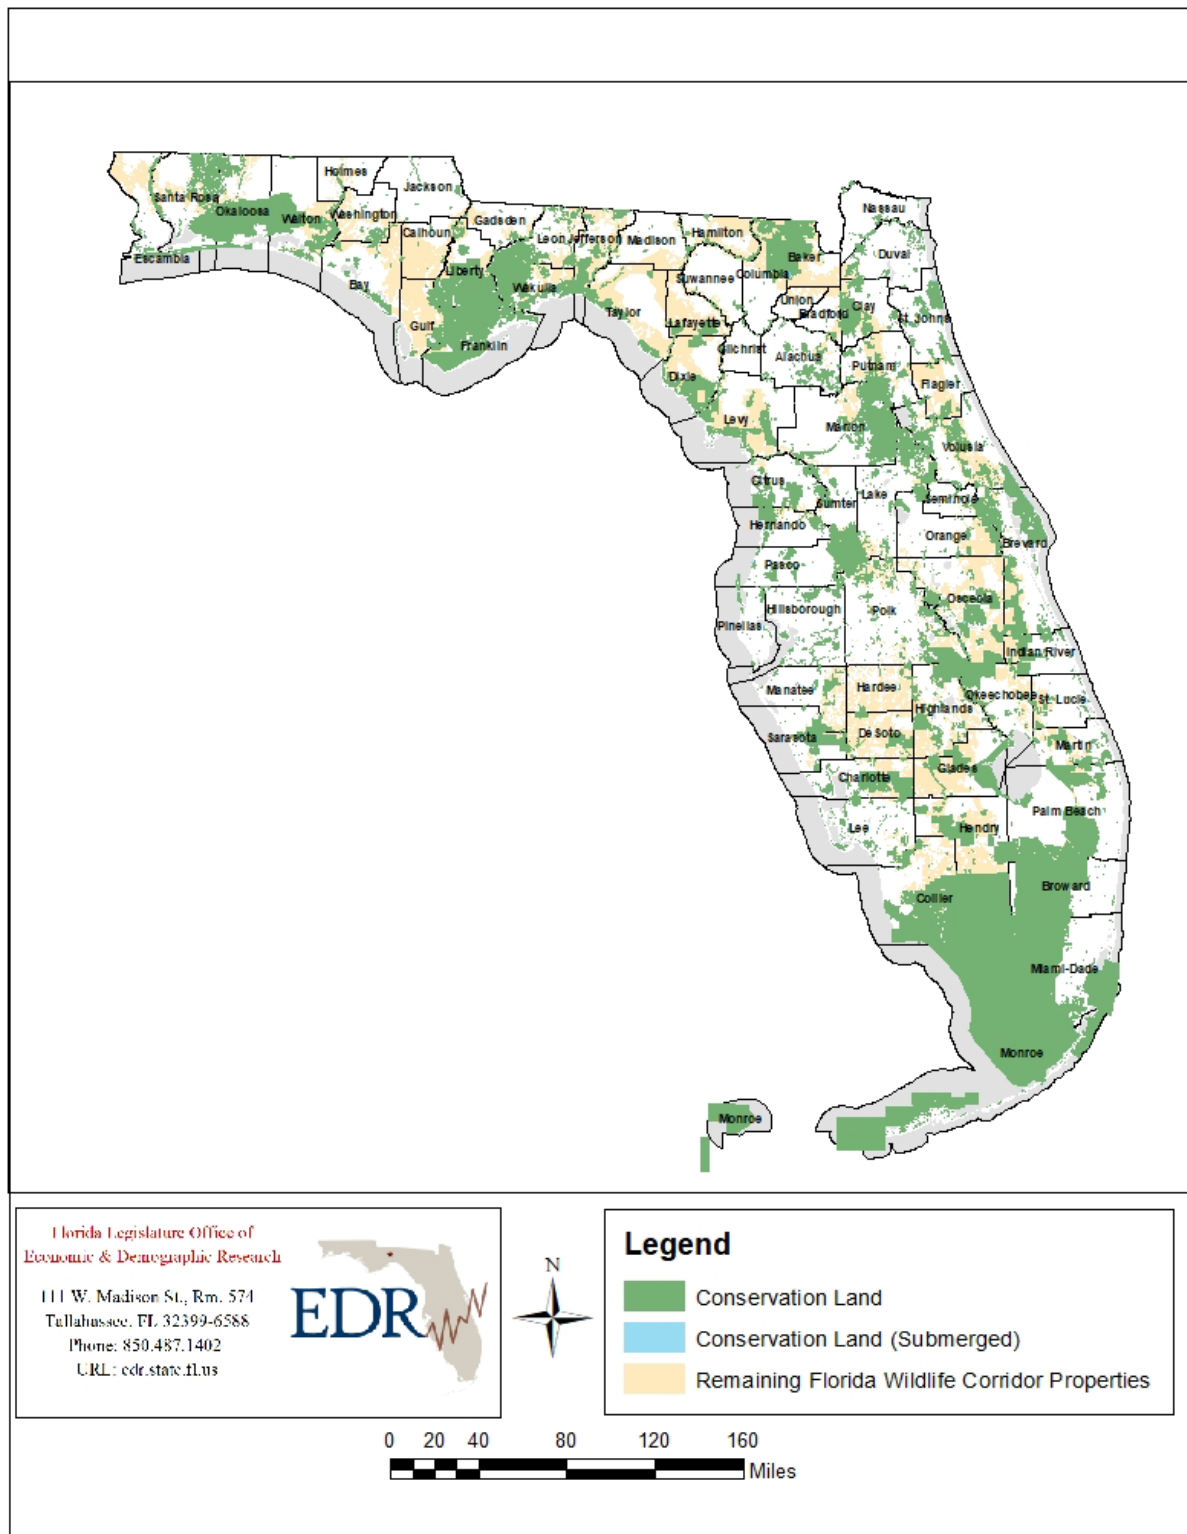 Holmes
Jackson
Santa Rosa
Okaloosa
Walton
Washington
Gadsden
Calhoun
Leon
Jefferson
Madison
Hamilton
Nassau
Duval
Escambia
Bay
Liberty
Wakulla
Suwannee
Columbia
Baker
Union
Bradford
Clay
St. Johns
Gulf
Franklin
Taylor
Lafayette
Gilchrist
Alachua
Putnam
Flagler
Dixie
Levy
Marion
Volusia
Citrus
Sumter
Lake
Seminole
Hernando
Orange
Brevard
Pasco
Hillsborough
Polk
Osceola
Pinellas
Indian River
Manatee
Hardee
Highlands
Okeechobee
St. Lucie
Sarasota
DeSoto
Martin
Charlotte
Glades
Palm Beach
Lee
Hendry
Collier
Broward
Miami-Dade
Monroe
Monroe
Florida Legislature Office of
Economic & Demographic Research
111 W. Madison St., Rm. 574
Tallahassee, FL 32399-6588
Phone: 850.487.1402
URL: edr.state.fl.us
EDR
N
Legend
Conservation Land
Conservation Land (Submerged)
Remaining Florida Wildlife Corridor Properties
0 20 40 80 120 160
Miles